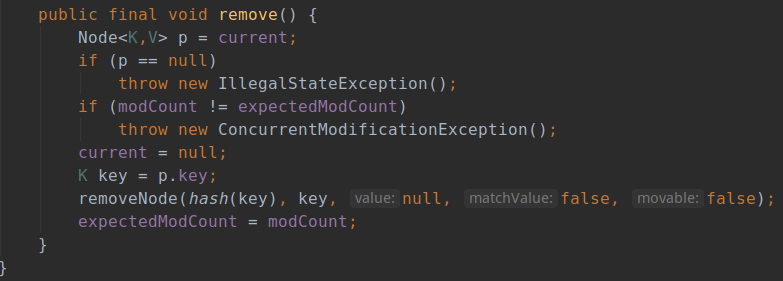 public final void remove() {
Node<K,V> p = current;
if (p == null)
throw new IllegalStateException();
if (modCount != expectedModCount)
throw new ConcurrentModificationException();
current = null;
K key = p.key;
removeNode(hash(key), key, value: null, matchValue: false, movable: false);
expectedModCount = modCount;
}
}